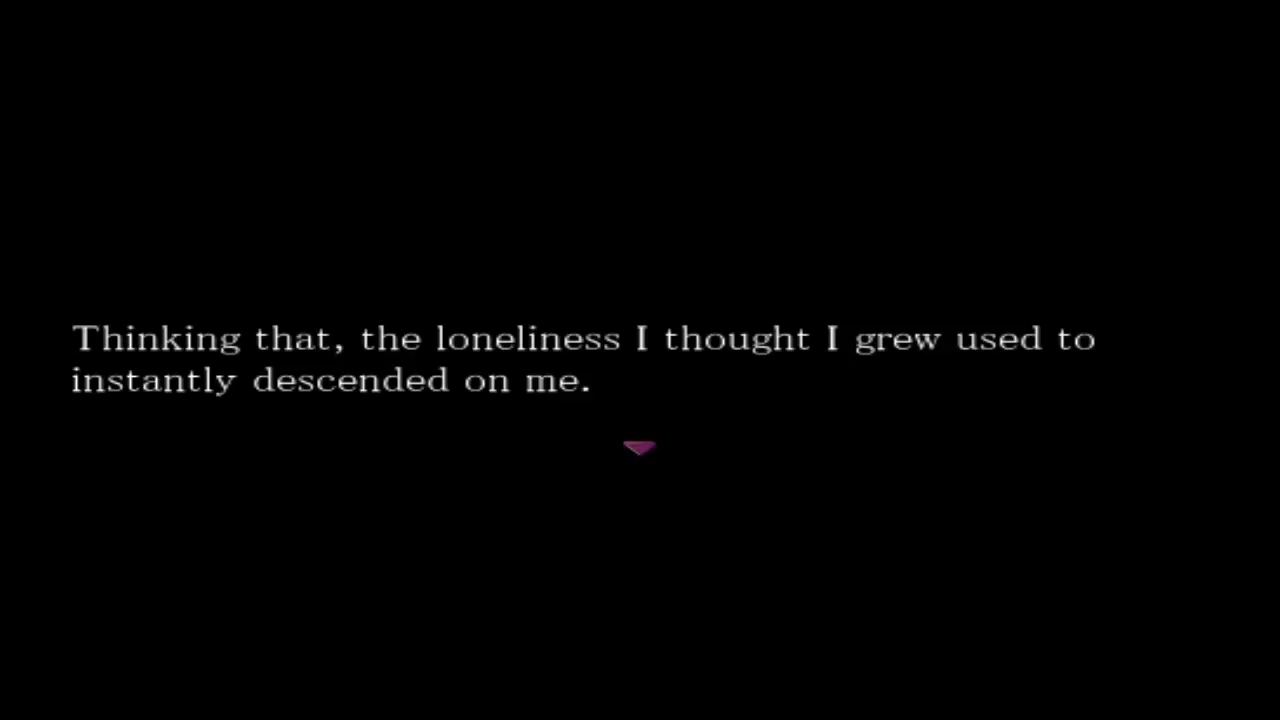 Thinking that, the loneliness I thought I grew used to
instantly descended on me.